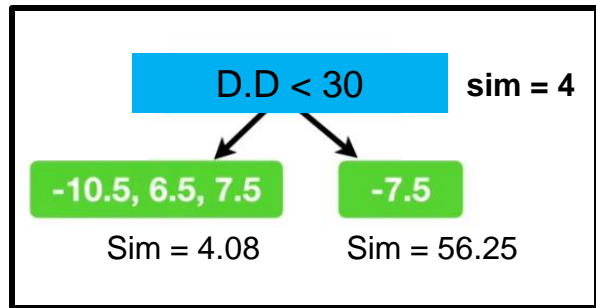 D.D < 30
sim = 4
-10.5, 6.5, 7.5
-7.5
Sim = 4.08
Sim = 56.25